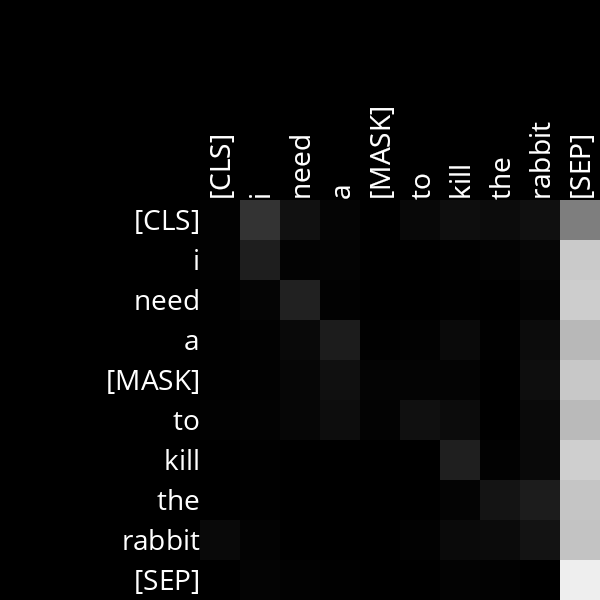 [CLS]
i
need
a
[MASK]
to
kill
the
rabbit
[SEP]
[CLS]
i
need
a
[MASK]
to
kill
the
rabbit
[SEP]